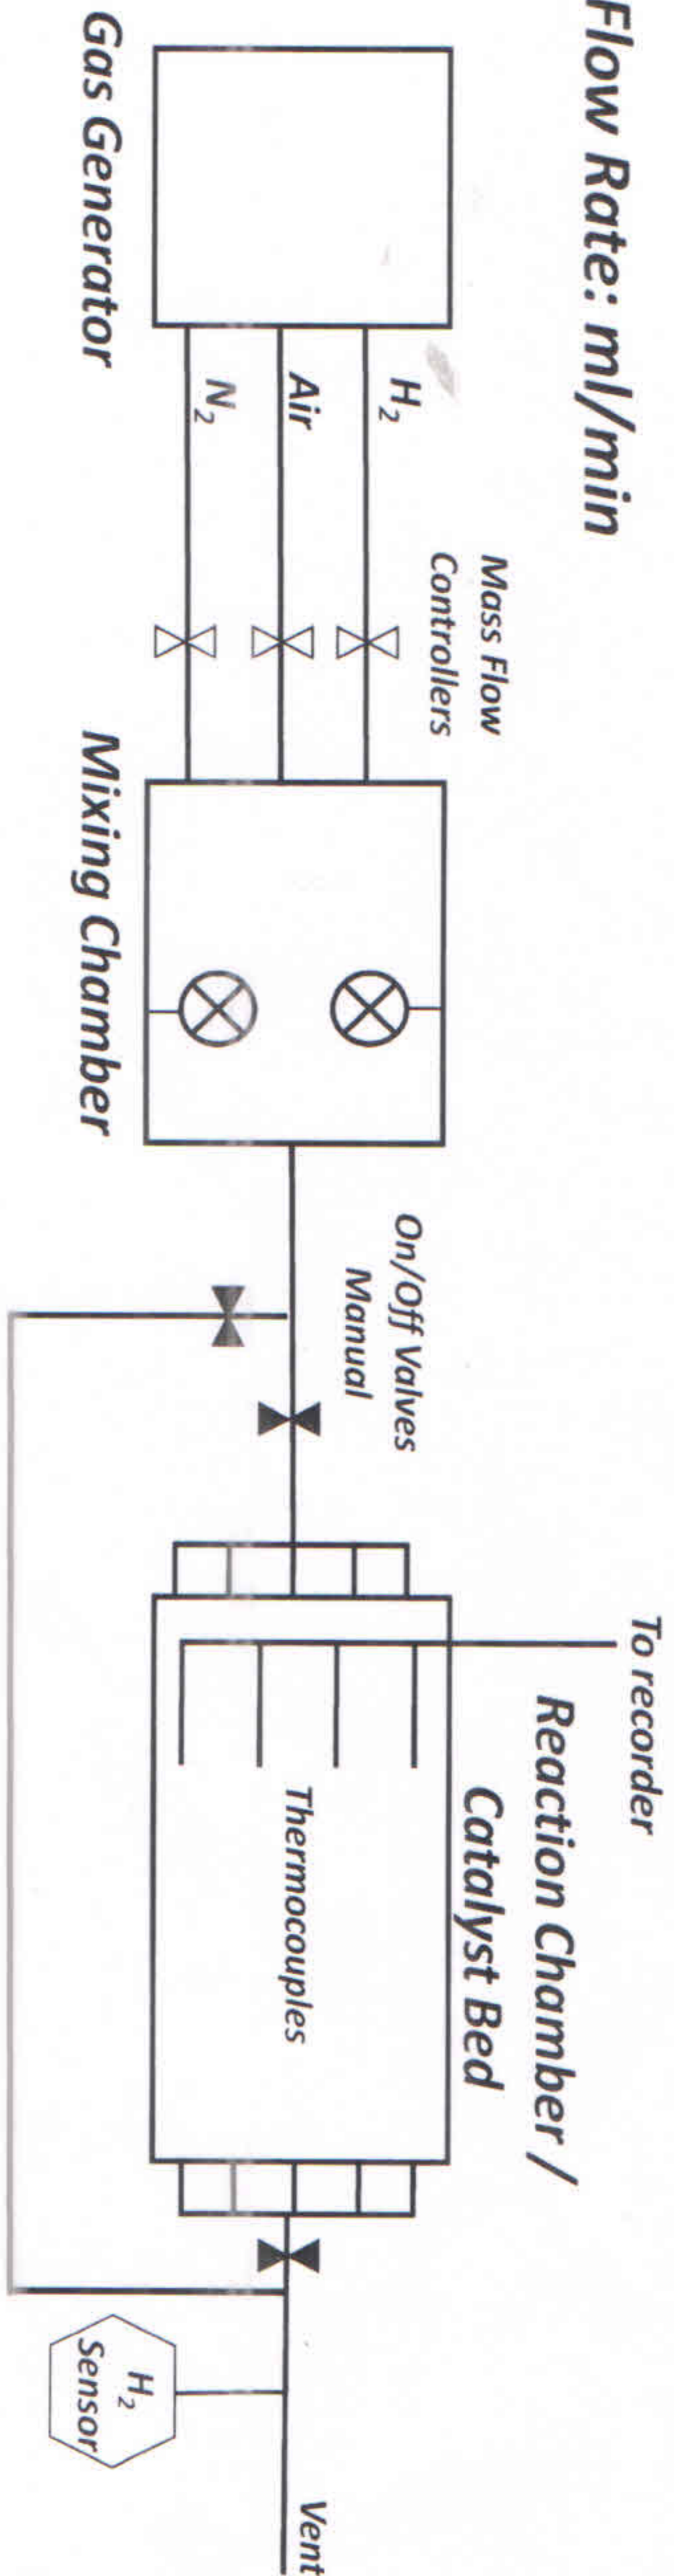 Flow Rate: ml/min
Mass Flow
Controllers
H₂
Air
N₂
Gas Generator
Mixing Chamber
On/Off Valves
Manual
To recorder
Reaction Chamber /
Catalyst Bed
Thermocouples
H₂
Sensor
Vent